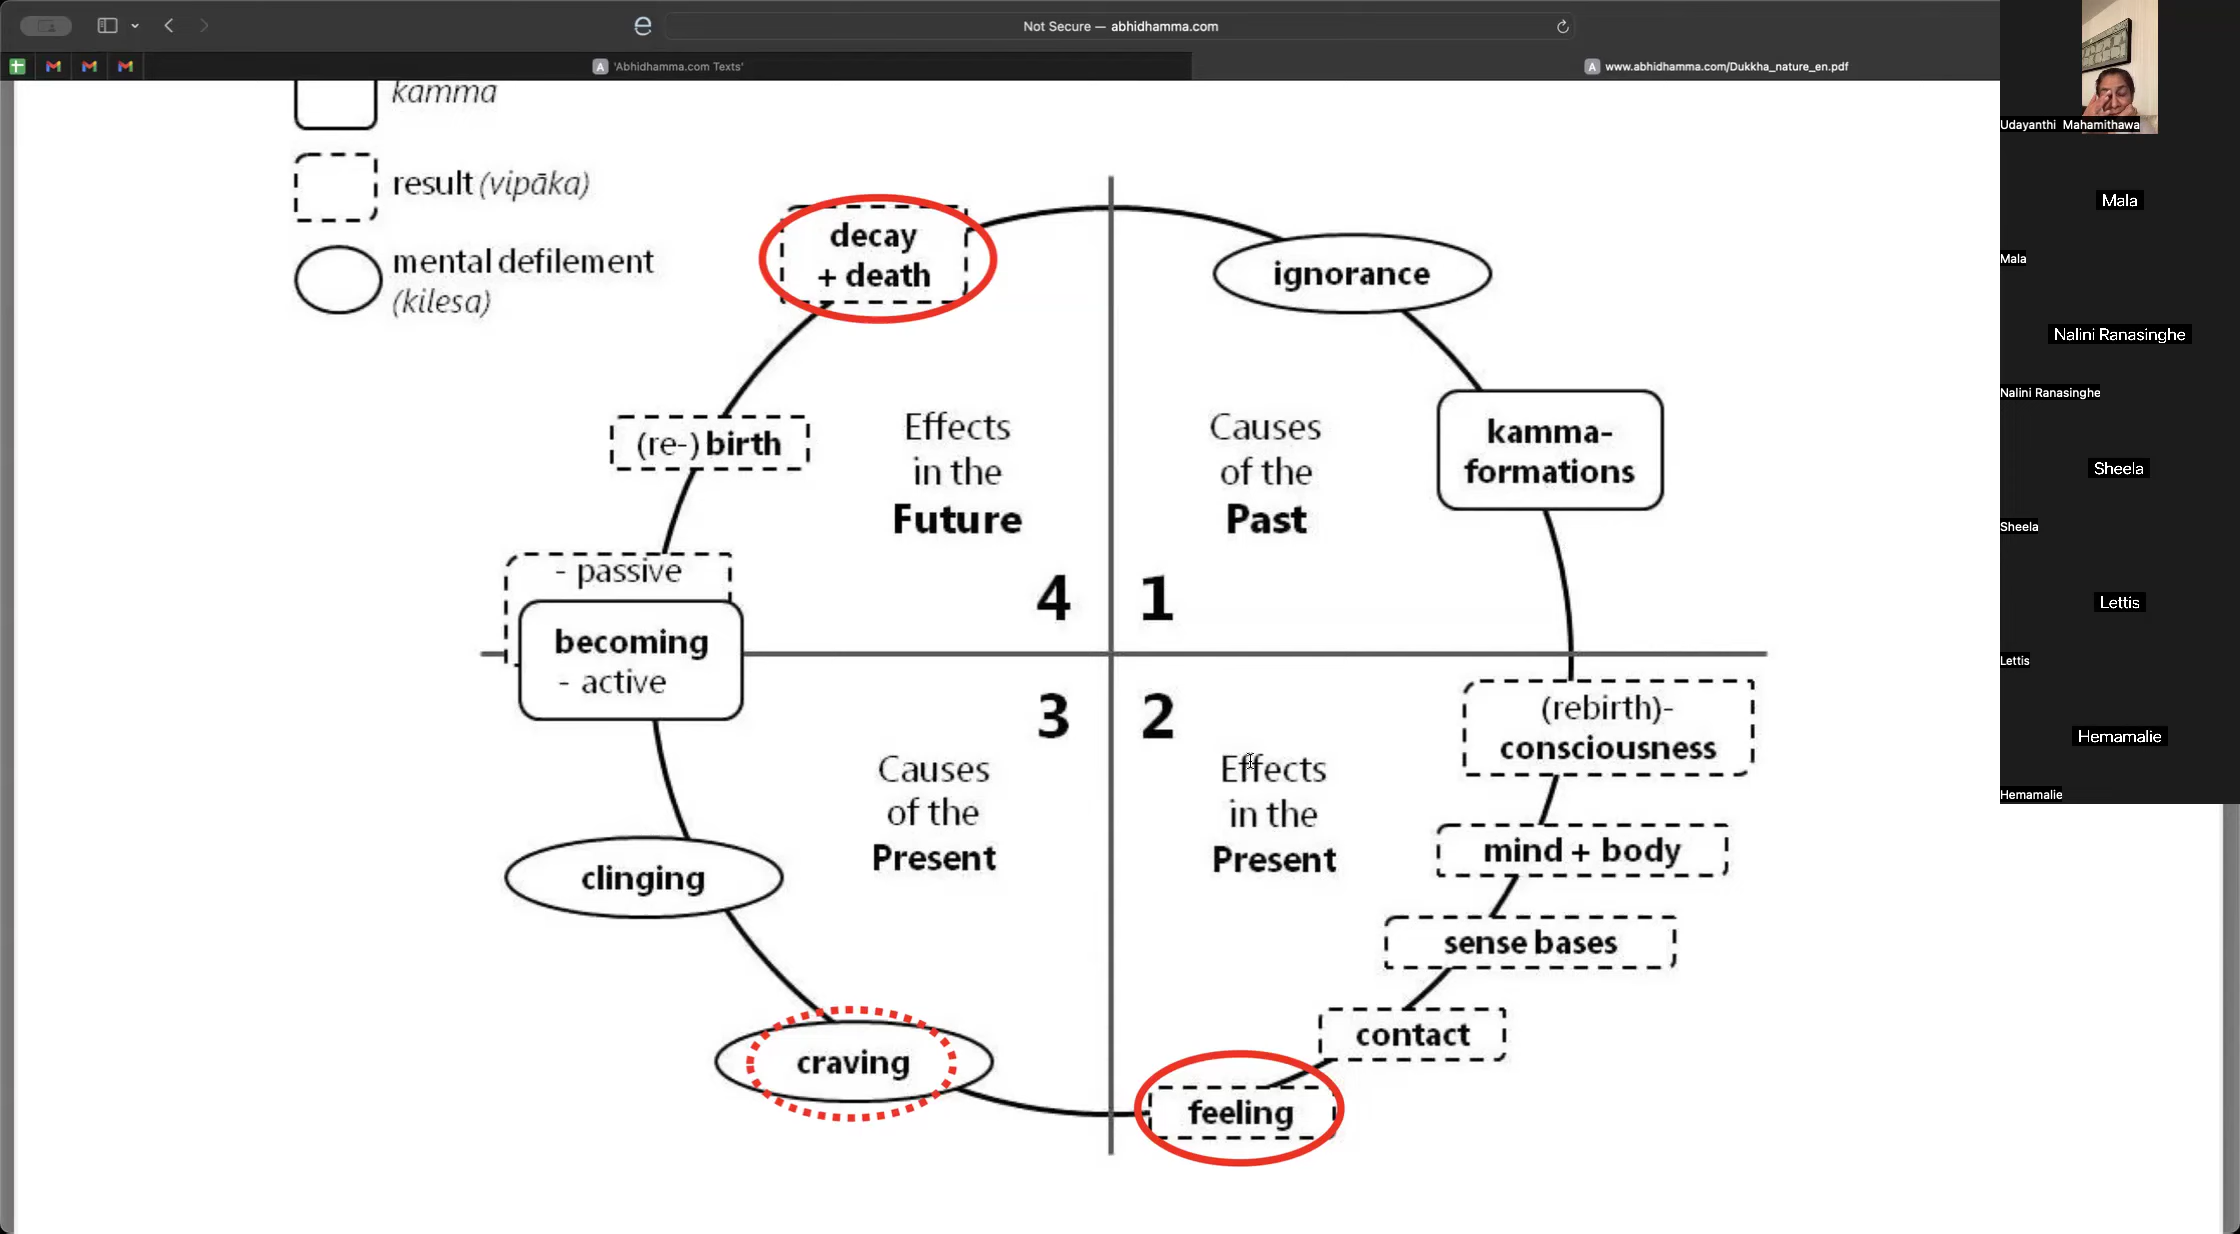 Not Secure — abhidhamma.com
'Abhidhamma.com Texts'
www.abhidhamma.com/Dukkha_nature_en.pdf
kamma
result (vipāka)
mental defilement
(kilesa)
decay
+ death
ignorance
(re-) birth
Effects
in the
Future
Causes
of the
Past
kamma-
formations
- passive
4
1
becoming
- active
3
2
(rebirth)-
consciousness
Causes
of the
Present
Effects
in the
Present
mind + body
clinging
sense bases
contact
craving
feeling
Udayanthi Mahamithawa
Mala
Mala
Nalini Ranasinghe
Nalini Ranasinghe
Sheela
Sheela
Lettis
Lettis
Hemamalie
Hemamalie